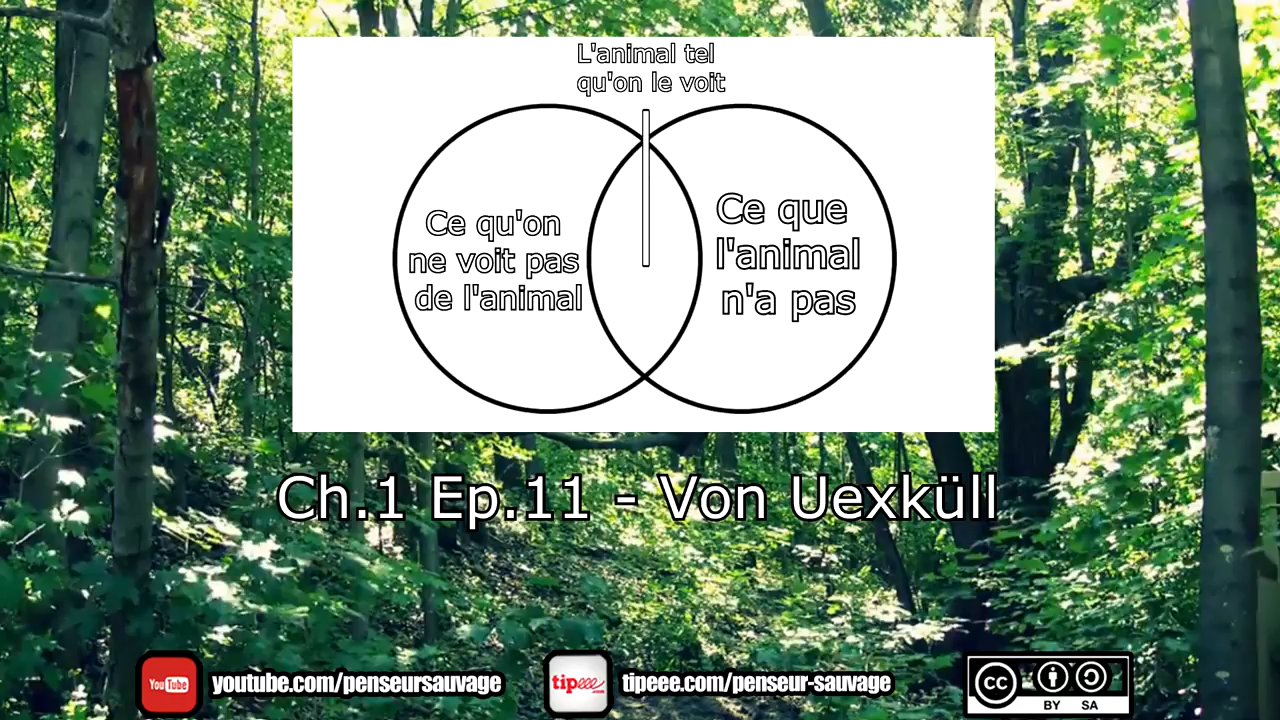 L'animal tel
qu'on le voit
Ce qu'on
ne voit pas
de l'animal
Ce que
l'animal
n'a pas
Ch.1 Ep.11 - Von Uexküll
YouTube
youtube.com/penseursauvage
tipeee.com
tipeee.com/penseur-sauvage
cc
BY SA